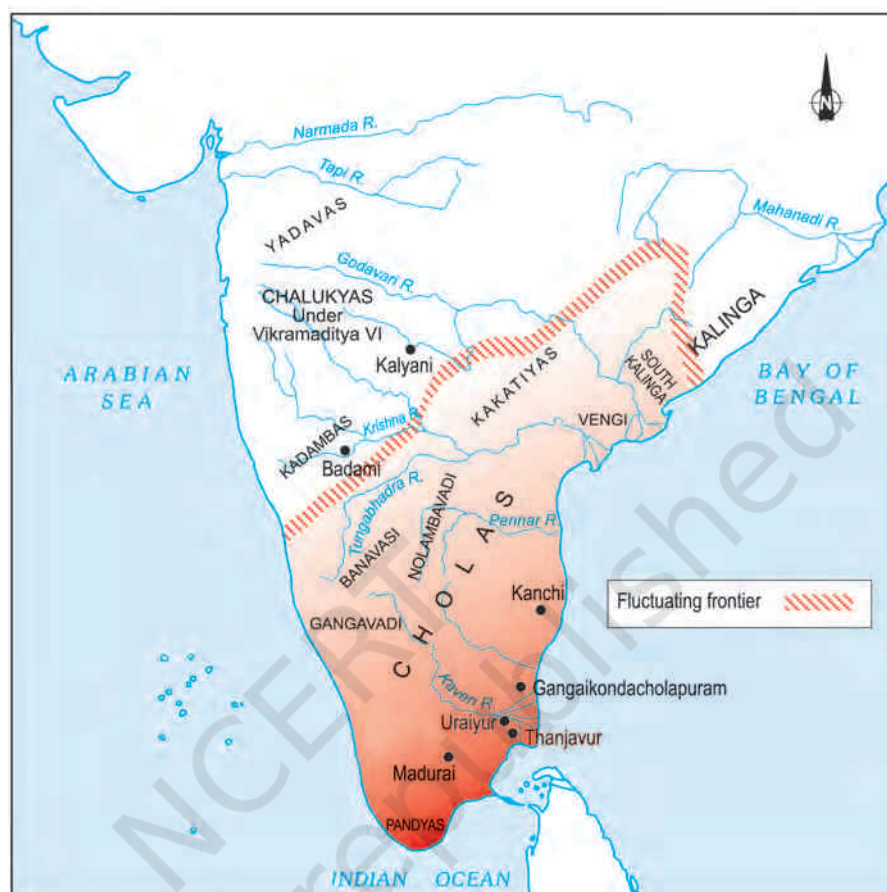 N
Narmada R.
Tapi R.
Mahanadi R.
YADAVAS
Godavari R.
CHALUKYAS
Under
Vikramaditya VI
Kalyani
KALINGA
SOUTH
KALINGA
ARABIAN
SEA
BAY OF
BENGAL
KAKATIYAS
VENGI
Krishna R.
KADAMBAS
Badami
Tungabhadra R.
NOLAMBAVADI
BANAVASI
Pennar R.
CHOLAS
Kanchi
Fluctuating frontier
GANGAVADI
Kaveri R.
Gangaikondacholapuram
Uraiyur
Thanjavur
Madurai
PANDYAS
INDIAN OCEAN
NCERT
republished